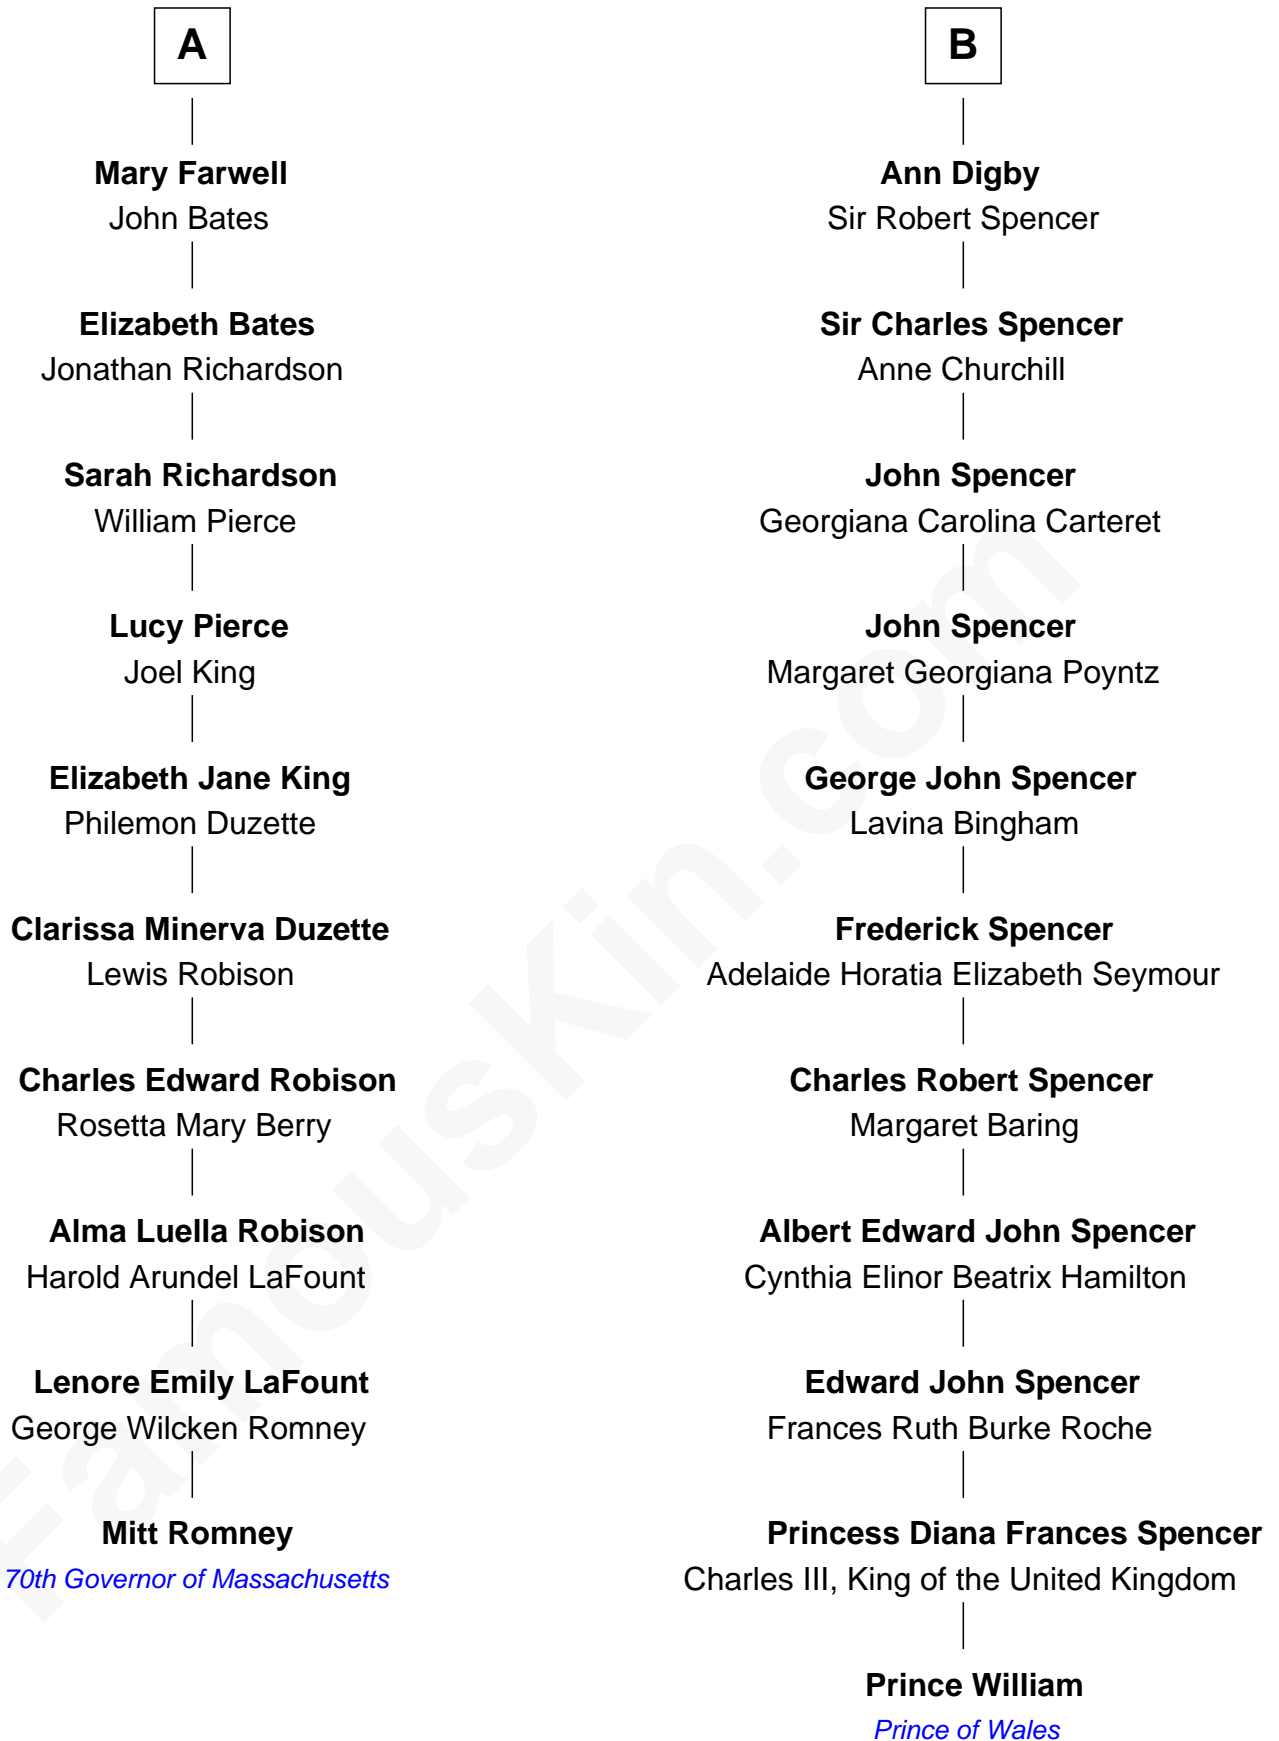 A
Mary Farwell
John Bates
Elizabeth Bates
Jonathan Richardson
Sarah Richardson
William Pierce
Lucy Pierce
Joel King
Elizabeth Jane King
Philemon Duzette
Clarissa Minerva Duzette
Lewis Robison
Charles Edward Robison
Rosetta Mary Berry
Alma Luella Robison
Harold Arundel LaFount
Lenore Emily LaFount
George Wilcken Romney
Mitt Romney
70th Governor of Massachusetts
B
Ann Digby
Sir Robert Spencer
Sir Charles Spencer
Anne Churchill
John Spencer
Georgiana Carolina Carteret
John Spencer
Margaret Georgiana Poyntz
George John Spencer
Lavina Bingham
Frederick Spencer
Adelaide Horatia Elizabeth Seymour
Charles Robert Spencer
Margaret Baring
Albert Edward John Spencer
Cynthia Elinor Beatrix Hamilton
Edward John Spencer
Frances Ruth Burke Roche
Princess Diana Frances Spencer
Charles III, King of the United Kingdom
Prince William
Prince of Wales
FamousKin.com